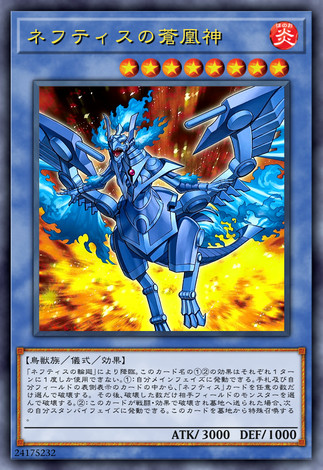 ネフティスの蒼凰神
炎
【鳥獣族／儀式／効果】
「ネフティスの輪廻」により降臨。このカード名の①②の効果はそれぞれ1ター
ンに1度しか使用できない。①：自分メインフェイズに発動できる。手札及び自
分フィールドの表側表示のカードの中から、「ネフティス」カードを任意の数だ
け選んで破壊する。その後、破壊した数だけ相手フィールドのモンスターを選
んで破壊できる。②：このカードが戦闘・効果で破壊され墓地へ送られた場合、次
の自分スタンバイフェイズに発動できる。このカードを墓地から特殊召喚する
。
ATK/ 3000 DEF/ 1000
24175232